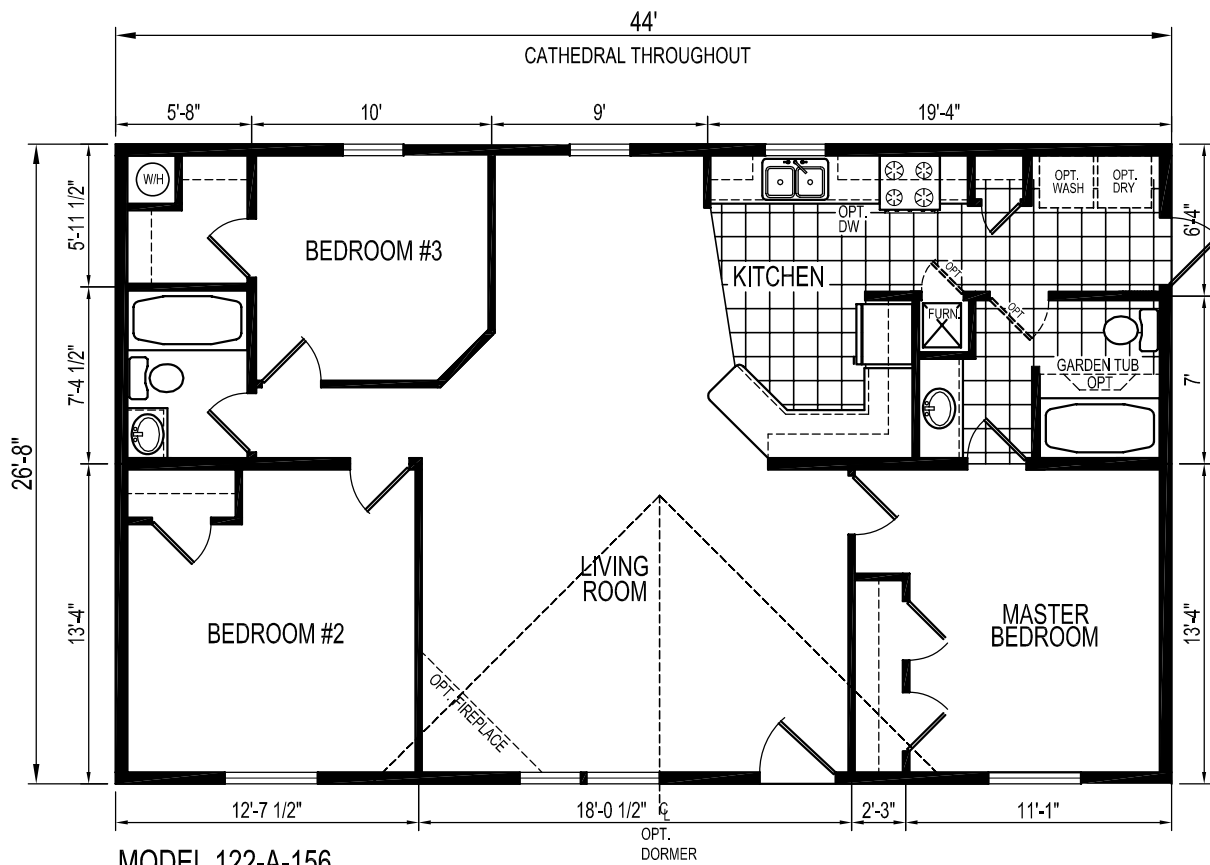 44'
CATHEDRAL THROUGHOUT
5'-8" 10' 9' 19'-4"
26'-8"
5'-11 1/2"
7'-4 1/2"
13'-4"
W/H
BEDROOM #3
OPT.
DW
OPT.
WASH
OPT.
DRY
6'-4"
KITCHEN
OPT
OPT
FURN.
GARDEN TUB
OPT
7'
LIVING
ROOM
BEDROOM #2
MASTER
BEDROOM
13'-4"
OPT. FIREPLACE
12'-7 1/2" 18'-0 1/2" 2'-3" 11'-1"
CL
OPT.
DORMER
MODEL 122-A-156